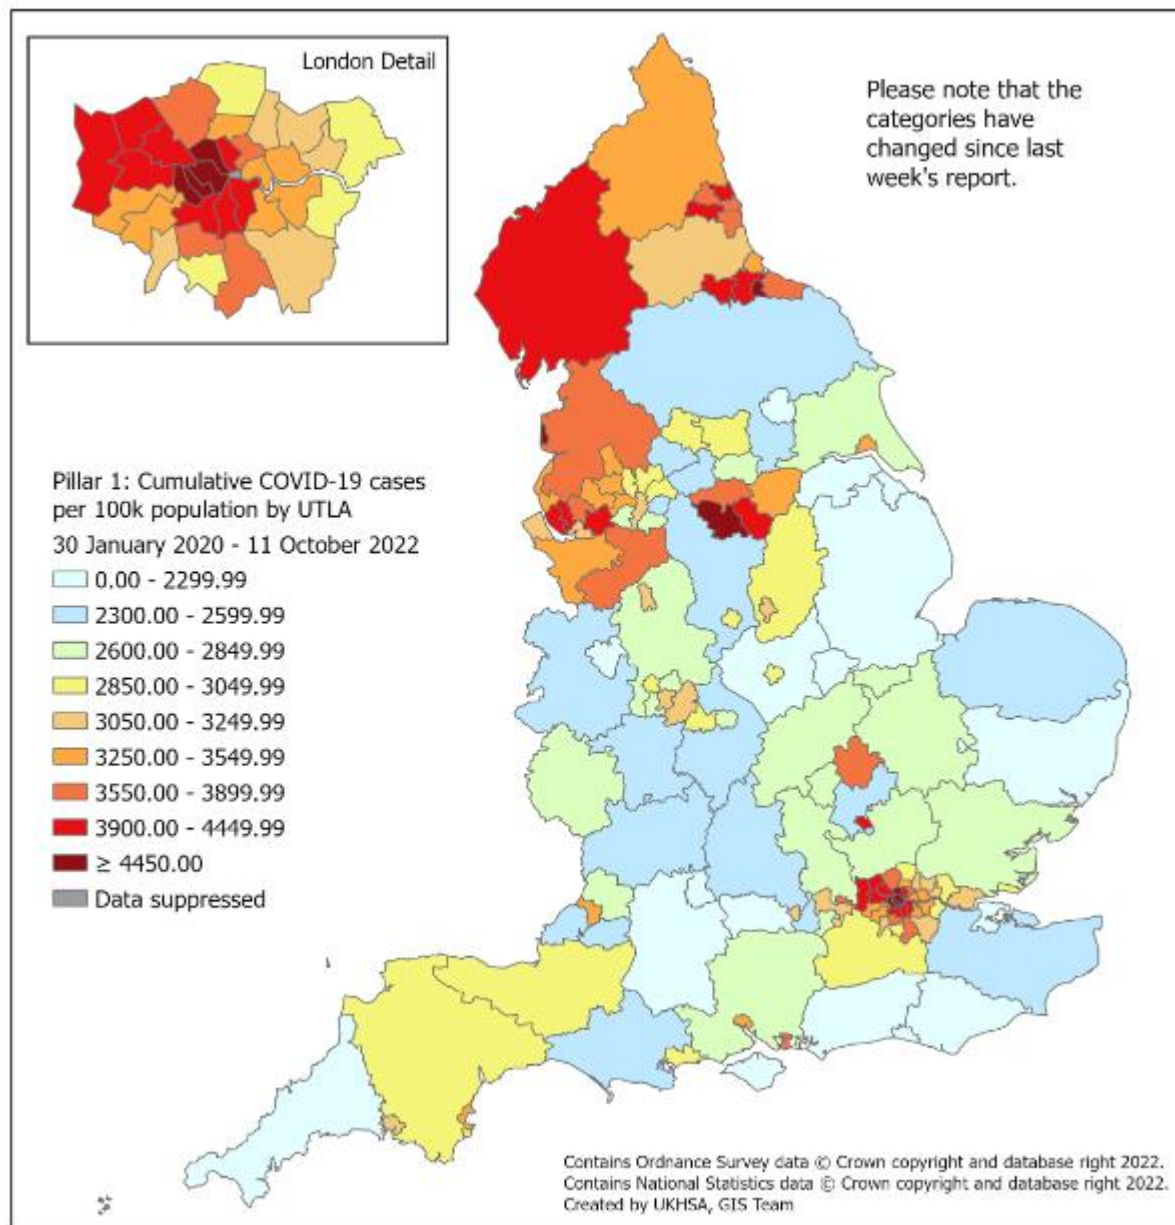 London Detail
Please note that the
categories have
changed since last
week's report.
Pillar 1: Cumulative COVID-19 cases
per 100k population by UTLA
30 January 2020 - 11 October 2022
0.00 - 2299.99
2300.00 - 2599.99
2600.00 - 2849.99
2850.00 - 3049.99
3050.00 - 3249.99
3250.00 - 3549.99
3550.00 - 3899.99
3900.00 - 4449.99
≥ 4450.00
Data suppressed
Contains Ordnance Survey data © Crown copyright and database right 2022.
Contains National Statistics data © Crown copyright and database right 2022.
Created by UKHSA, GIS Team